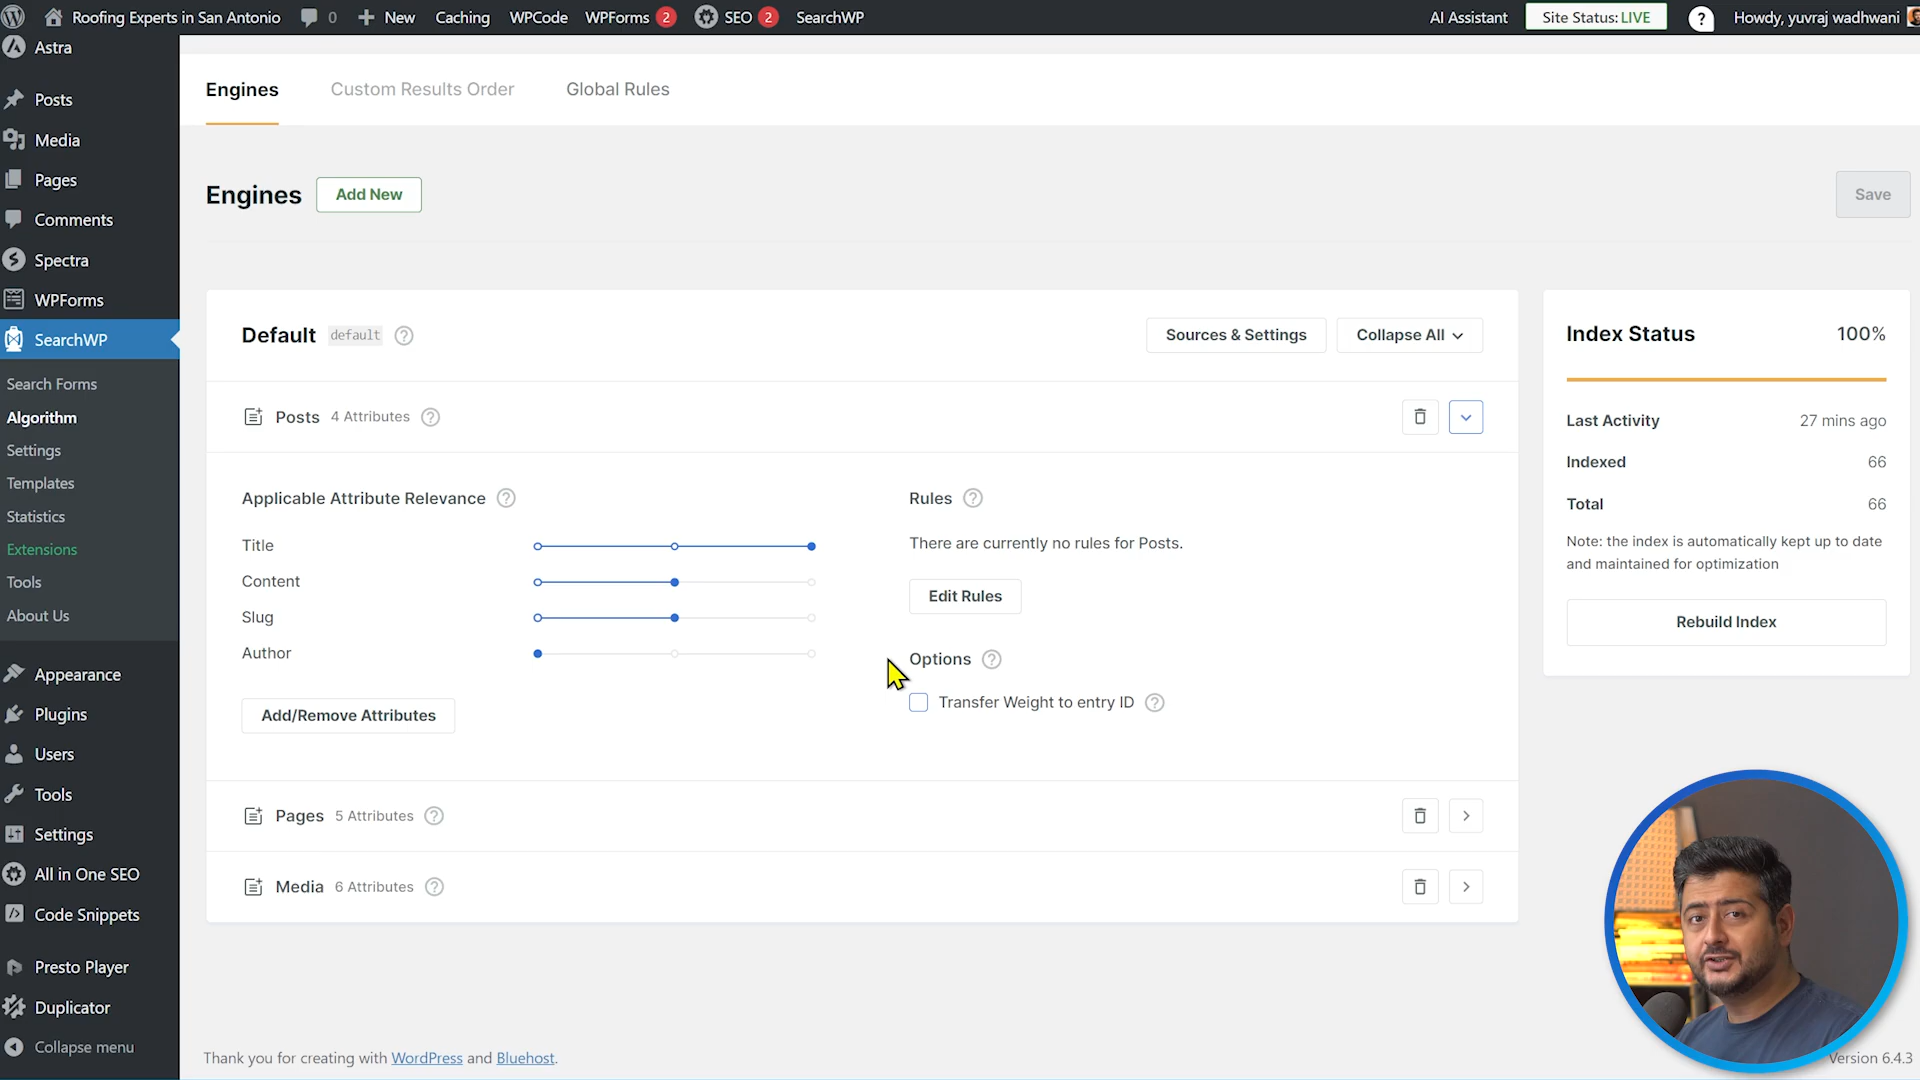 Roofing Experts in San Antonio 0 New Caching WPCode WPForms 2 SEO 2 SearchWP AI Assistant Site Status: LIVE ? Howdy, yuvraj wadhwani
Astra
Posts
Media
Pages
Comments
Spectra
WPForms
SearchWP
Search Forms
Algorithm
Settings
Templates
Statistics
Extensions
Tools
About Us
Appearance
Plugins
Users
Tools
Settings
All in One SEO
Code Snippets
Presto Player
Duplicator
Collapse menu
Engines Custom Results Order Global Rules
Engines Add New Save
Default default ? Sources & Settings Collapse All
Posts 4 Attributes ?
Applicable Attribute Relevance ?
Title
Content
Slug
Author
Add/Remove Attributes
Rules ?
There are currently no rules for Posts.
Edit Rules
Options ?
Transfer Weight to entry ID ?
Pages 5 Attributes ?
Media 6 Attributes ?
Index Status 100%
Last Activity 27 mins ago
Indexed 66
Total 66
Note: the index is automatically kept up to date
and maintained for optimization
Rebuild Index
Thank you for creating with WordPress and Bluehost.
Version 6.4.3